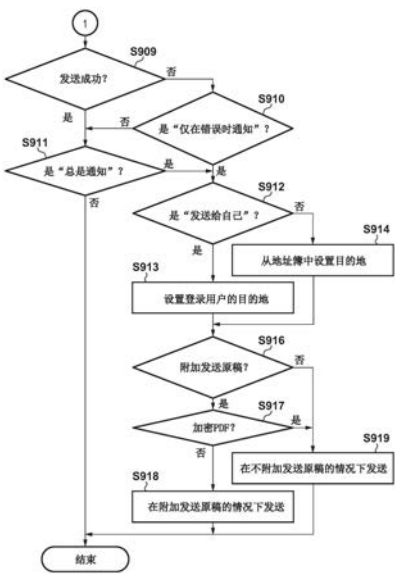 1
S909
发送成功?
否
S910
是
否
是“仅在错误时通知”?
S911
是“总是通知”?
是
是
S912
否
是“发送给自己”?
否
S914
是
从地址簿中设置目的地
S913
设置登录用户的目的地
S916
附加发送原稿?
否
是
S917
加密PDF?
是
否
S919
在不附加发送原稿的情况下发送
S918
在附加发送原稿的情况下发送
结束